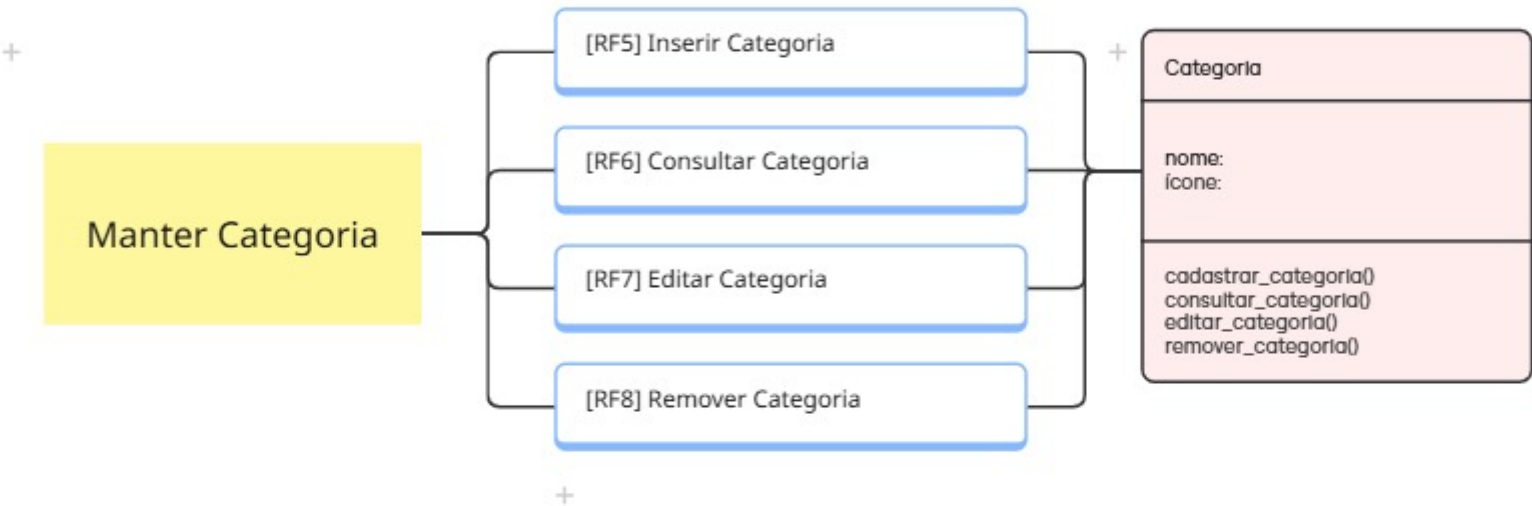 Manter Categoria
[RF5] Inserir Categoria
[RF6] Consultar Categoria
[RF7] Editar Categoria
[RF8] Remover Categoria
Categoria
nome:
ícone:
cadastrar_categoria()
consultar_categoria()
editar_categoria()
remover_categoria()